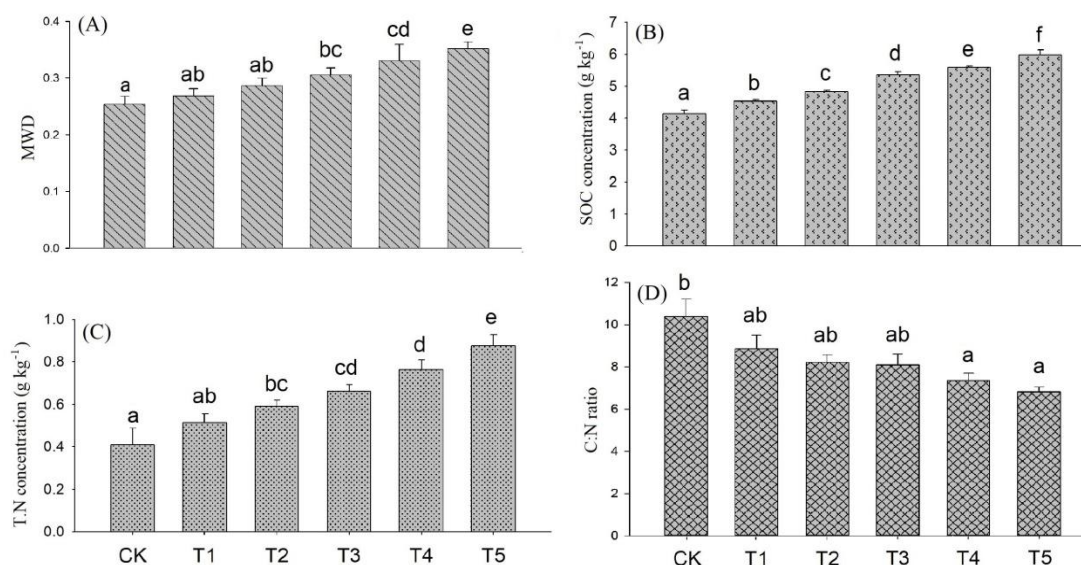 (A)
MWD
0.4
0.3
0.2
0.1
0.0
a ab ab bc cd e
(B)
SOC concentration (g kg⁻¹)
7
6
5
4
3
2
1
0
a b c d e f
(C)
T.N concentration (g kg⁻¹)
1.0
0.8
0.6
0.4
0.2
0.0
a ab bc cd d e
CK T1 T2 T3 T4 T5
(D)
C:N ratio
12
10
8
6
4
2
0
b ab ab ab a a
CK T1 T2 T3 T4 T5